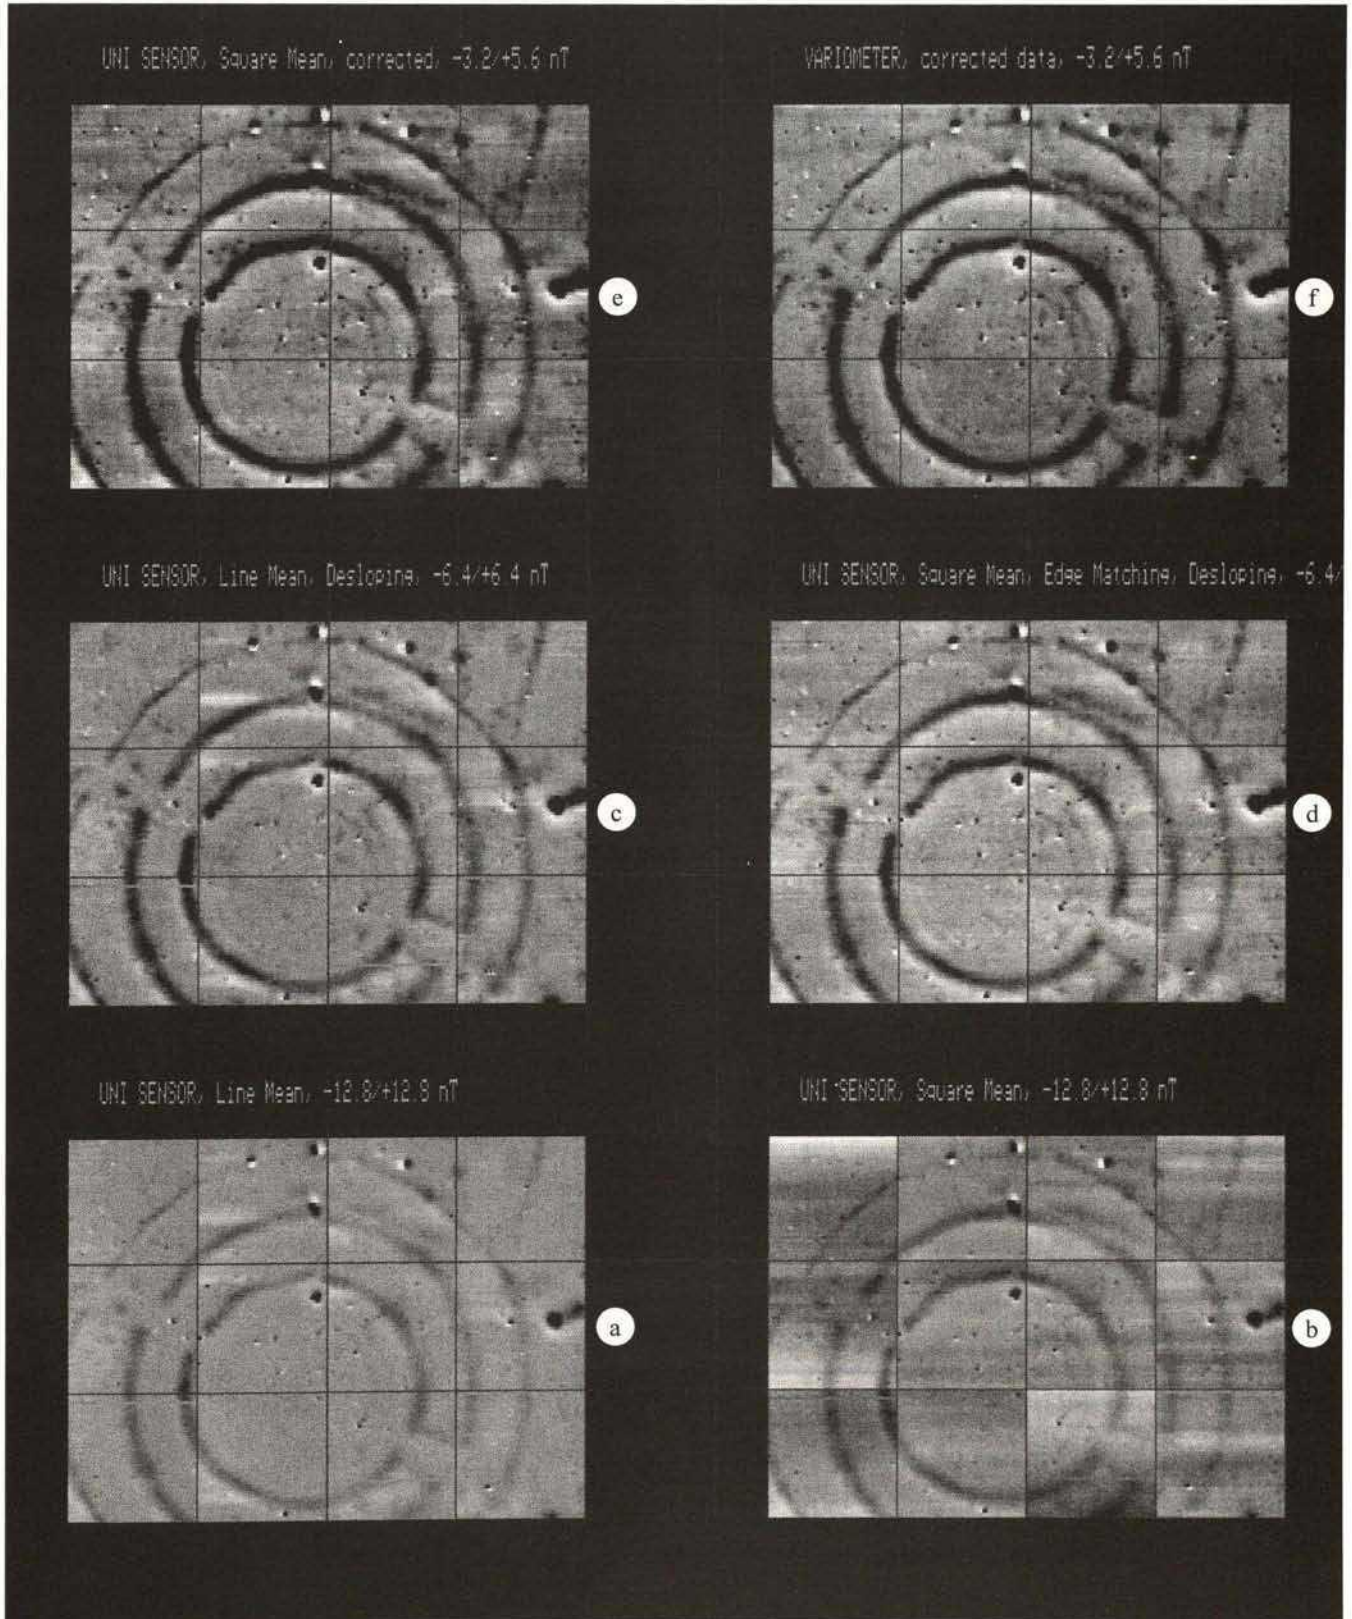 UNI SENSOR, Square Mean, corrected, -3.2/+5.6 nT
VARIOMETER, corrected data, -3.2/+5.6 nT
e
f
UNI SENSOR, Line Mean, Desloping, -6.4/+6.4 nT
UNI SENSOR, Square Mean, Edge Matching, Desloping, -6.4/
c
d
UNI SENSOR, Line Mean, -12.8/+12.8 nT
UNI SENSOR, Square Mean, -12.8/+12.8 nT
a
b